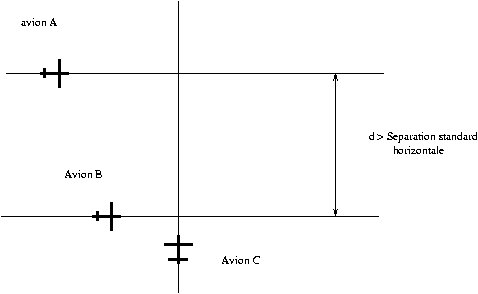 avion A
d > Separation standard
horizontale
Avion B
Avion C